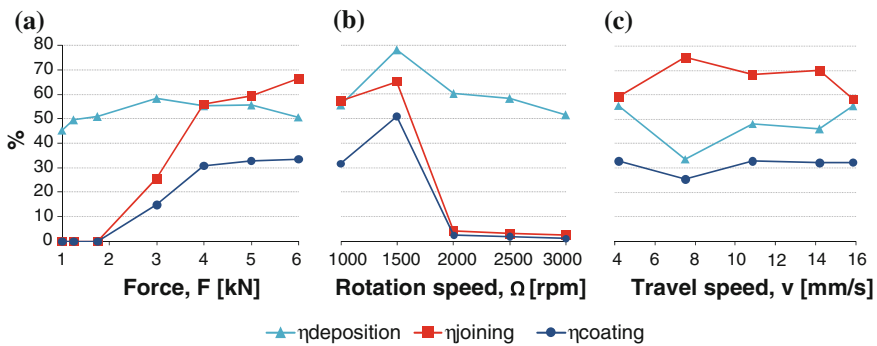 (a) (b) (c)
80
70
60
50
40
30
20
10
0
%
1 2 3 4 5 6
1000 1500 2000 2500 3000
4 6 8 10 12 14 16
Force, F [kN]
Rotation speed, Ω [rpm]
Travel speed, v [mm/s]
ηdeposition ηjoining ηcoating